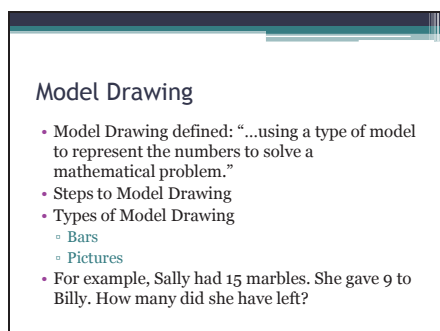 Model Drawing
• Model Drawing defined: “...using a type of model
to represent the numbers to solve a
mathematical problem.”
• Steps to Model Drawing
• Types of Model Drawing
▫ Bars
▫ Pictures
• For example, Sally had 15 marbles. She gave 9 to
Billy. How many did she have left?